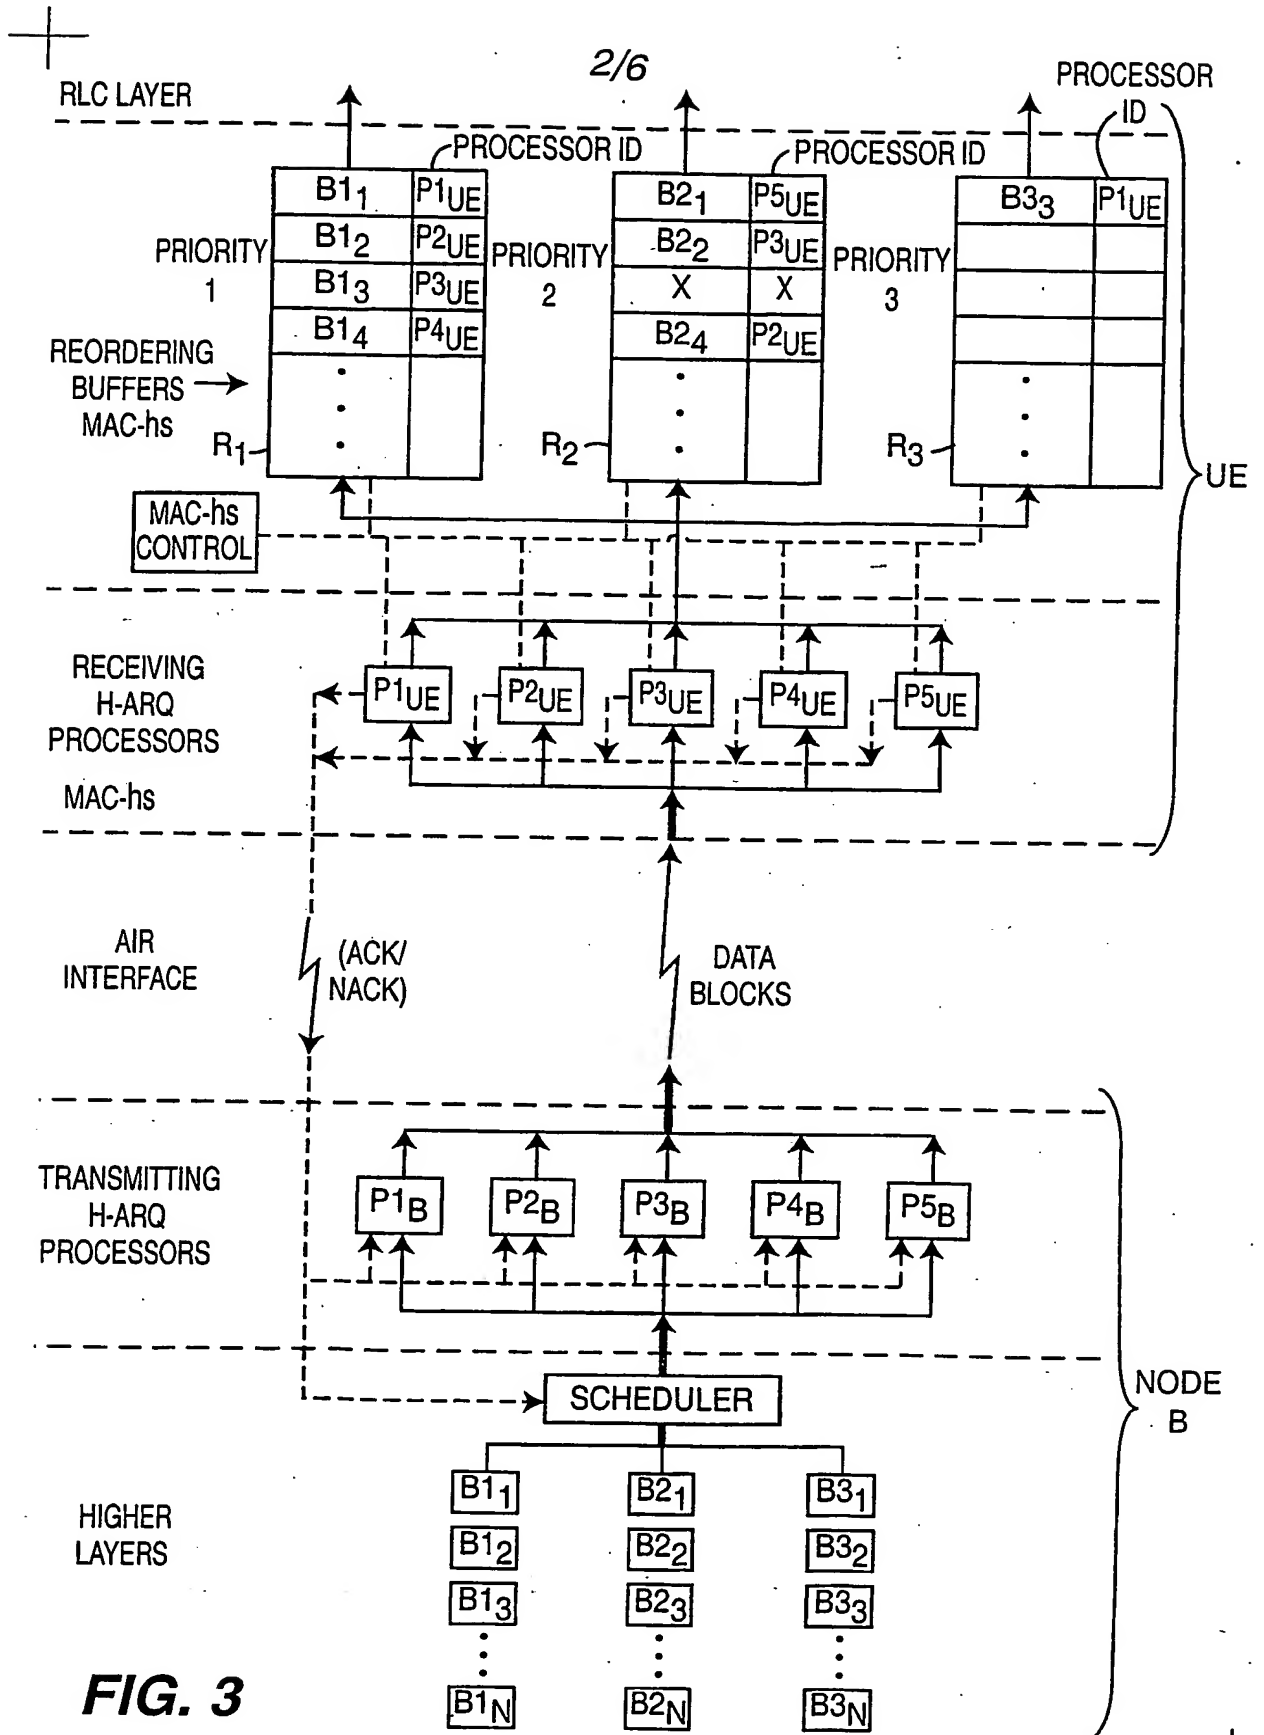 2/6
RLC LAYER
PROCESSOR
ID
PROCESSOR ID
PROCESSOR ID
B1₁ P1UE
B2₁ P5UE
B3₃ P1UE
PRIORITY
1
B1₂ P2UE
B1₃ P3UE
B1₄ P4UE
PRIORITY
2
B2₂ P3UE
X X
B2₄ P2UE
PRIORITY
3
REORDERING
BUFFERS
MAC-hs
R₁
R₂
R₃
UE
MAC-hs
CONTROL
RECEIVING
H-ARQ
PROCESSORS
MAC-hs
P1UE P2UE P3UE P4UE P5UE
AIR
INTERFACE
(ACK/
NACK)
DATA
BLOCKS
TRANSMITTING
H-ARQ
PROCESSORS
P1B P2B P3B P4B P5B
SCHEDULER
NODE
B
HIGHER
LAYERS
B1₁ B2₁ B3₁
B1₂ B2₂ B3₂
B1₃ B2₃ B3₃
B1N B2N B3N
FIG. 3